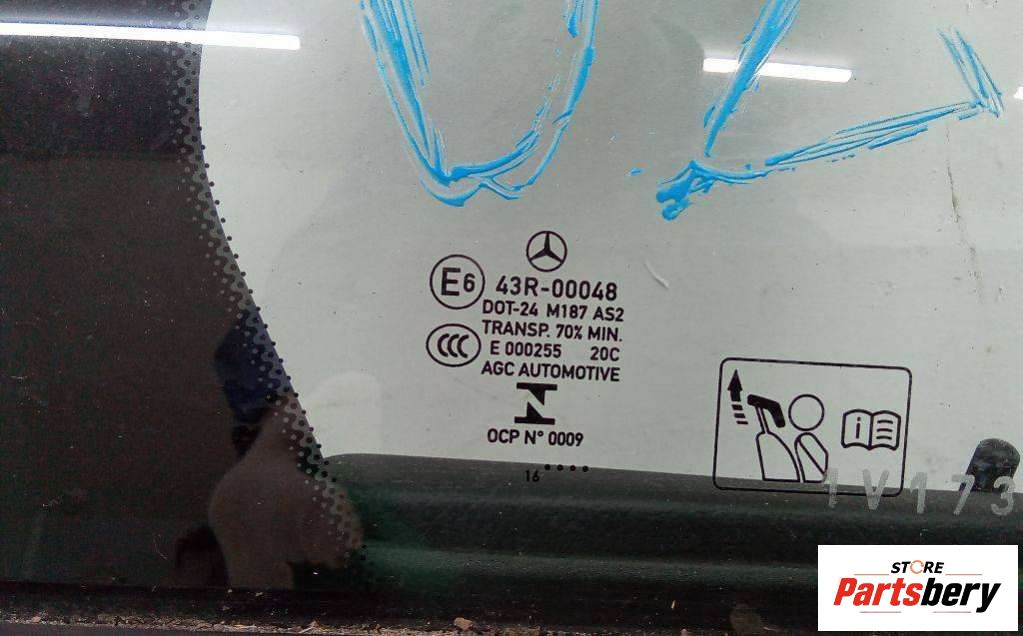 E6
43R-00048
DOT-24 M187 AS2
TRANSP. 70% MIN.
CCC
E 000255 20C
AGC AUTOMOTIVE
N
OCP N° 0009
16 ••••
i
1V173
STORE
Partsbery